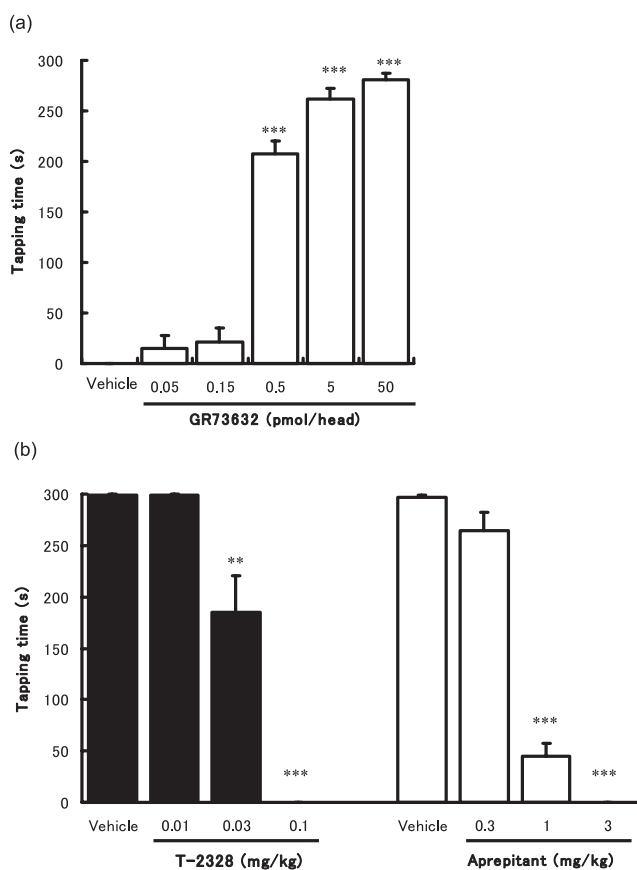 (a)
300
250
200
150
100
50
0
Tapping time (s)
***
***
***
Vehicle 0.05 0.15 0.5 5 50
GR73632 (pmol/head)
(b)
300
250
200
150
100
50
0
Tapping time (s)
**
***
***
***
Vehicle 0.01 0.03 0.1 Vehicle 0.3 1 3
T-2328 (mg/kg) Aprepitant (mg/kg)